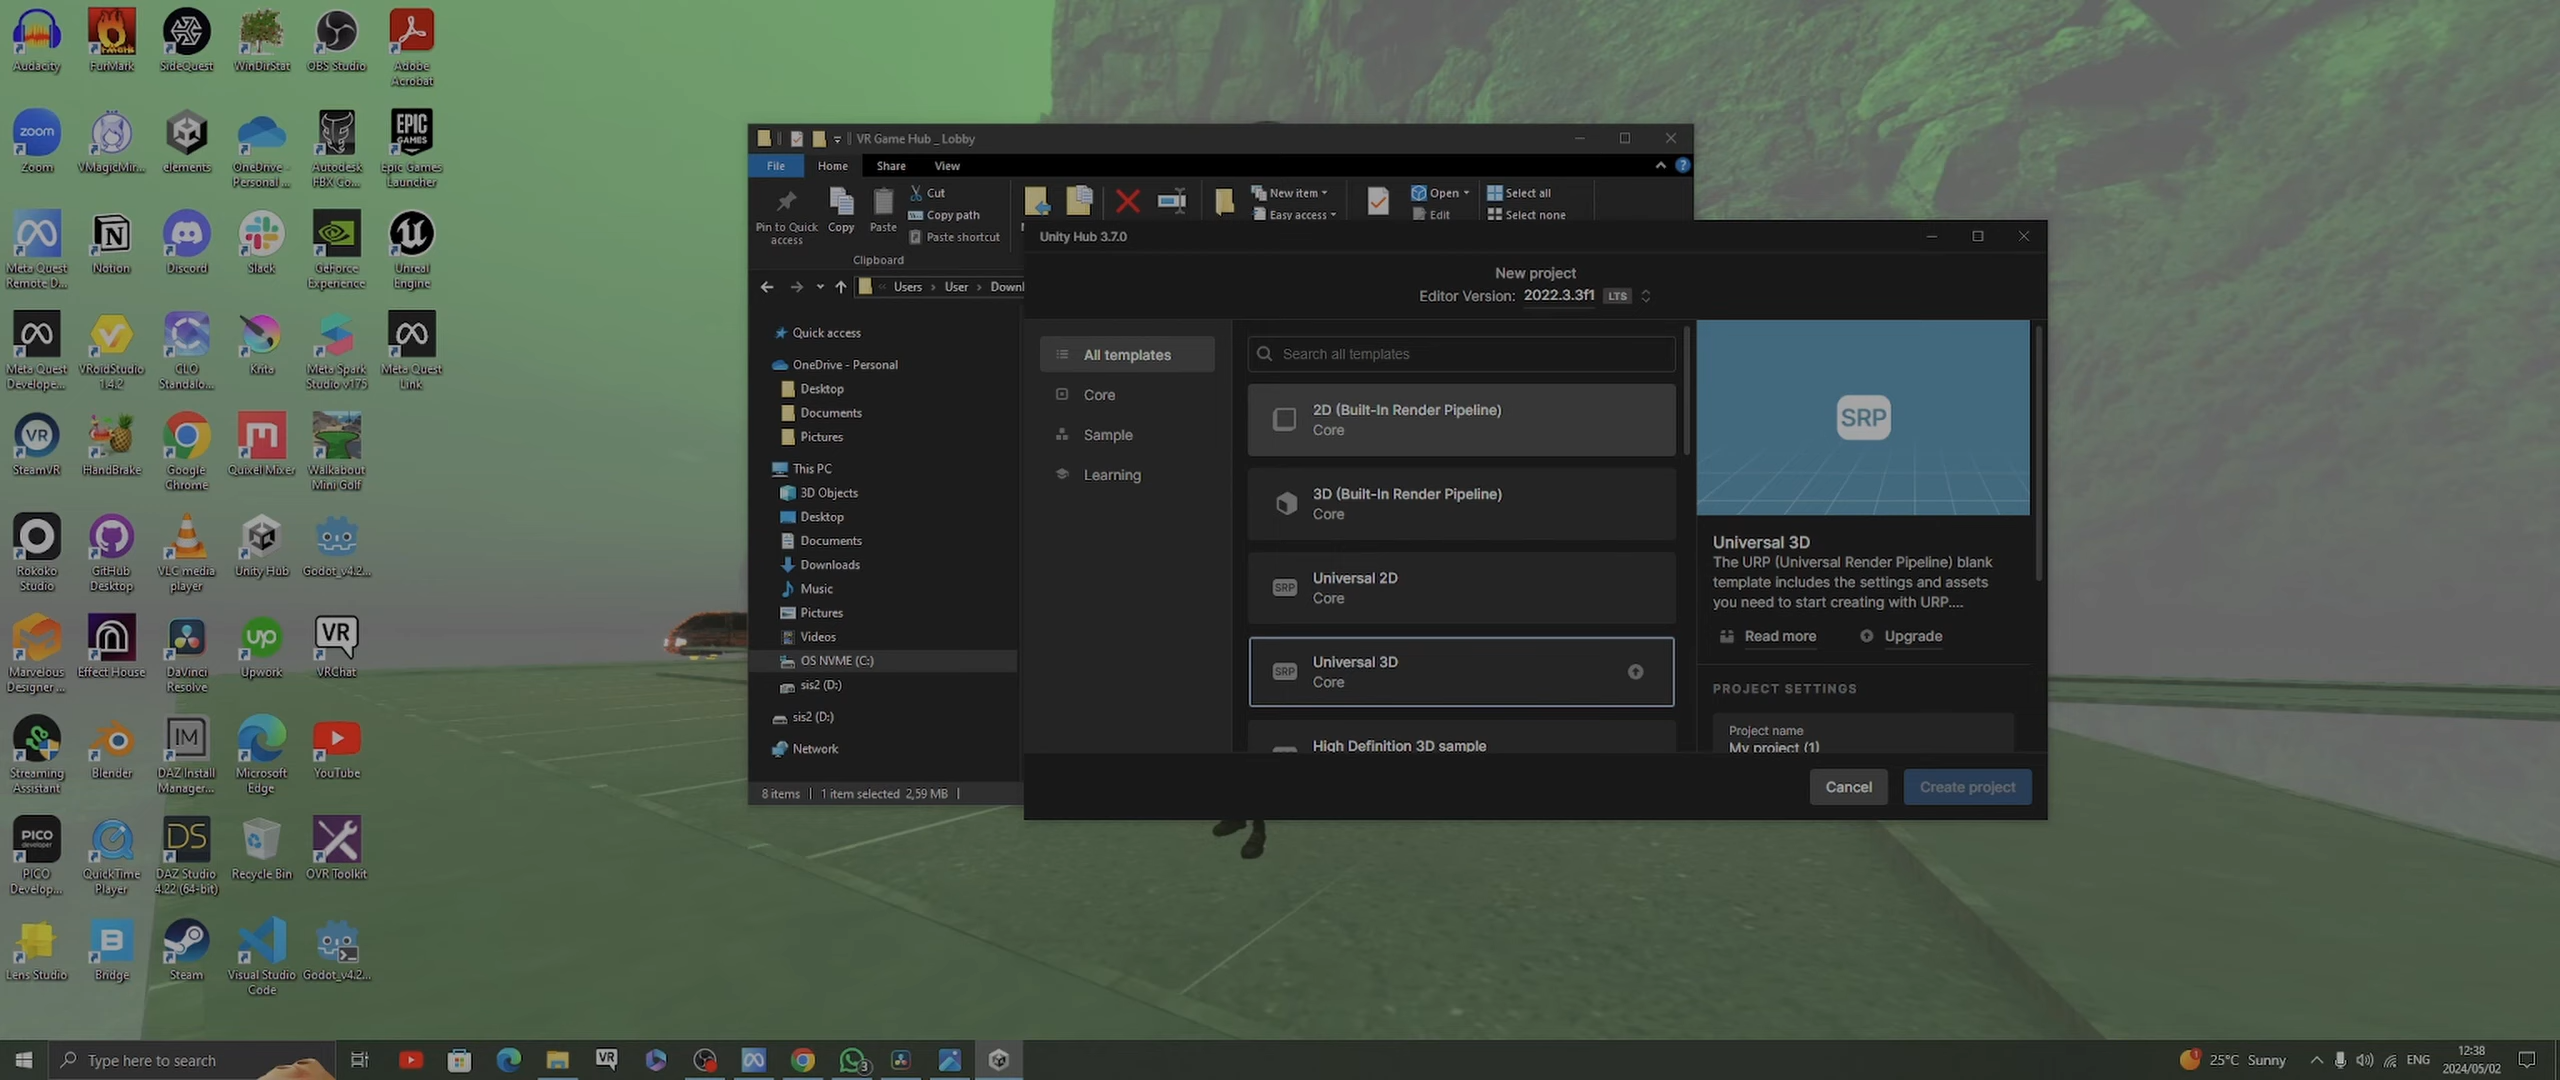 Audacity
FurMark
SideQuest
WinDirStat
OBS Studio
Adobe
Acrobat
Zoom
VMagicMir...
elements
OneDrive -
Personal ...
Autodesk
FBX Co...
Epic Games
Launcher
Meta Quest
Remote D...
Notion
Discord
Slack
GeForce
Experience
Unreal
Engine
Meta Quest
Develope...
VRoidStudio
1.4.2
CLO
Standalo...
Krita
Meta Spark
Studio v175
Meta Quest
Link
SteamVR
HandBrake
Google
Chrome
Quixel Mixer
Walkabout
Mini Golf
Rokoko
Studio
GitHub
Desktop
VLC media
player
Unity Hub
Godot_v4.2...
Marvelous
Designer ...
Effect House
DaVinci
Resolve
Upwork
VRChat
Streaming
Assistant
Blender
DAZ Install
Manager...
Microsoft
Edge
YouTube
PICO
Develop...
QuickTime
Player
DAZ Studio
4.22 (64-bit)
Recycle Bin
OVR Toolkit
Lens Studio
Bridge
Steam
Visual Studio
Code
Godot_v4.2...
VR Game Hub _ Lobby
File
Home
Share
View
Pin to Quick
access
Copy
Paste
Cut
Copy path
Paste shortcut
Clipboard
New item
Easy access
Open
Edit
Select all
Select none
Users > User > Downl
Quick access
OneDrive - Personal
Desktop
Documents
Pictures
This PC
3D Objects
Desktop
Documents
Downloads
Music
Pictures
Videos
OS NVME (C:)
sis2 (D:)
sis2 (D:)
Network
8 items
1 item selected 2,59 MB
Unity Hub 3.7.0
New project
Editor Version: 2022.3.3f1 LTS
All templates
Core
Sample
Learning
Search all templates
2D (Built-In Render Pipeline)
Core
3D (Built-In Render Pipeline)
Core
SRP
Universal 2D
Core
SRP
Universal 3D
Core
High Definition 3D sample
SRP
Universal 3D
The URP (Universal Render Pipeline) blank
template includes the settings and assets
you need to start creating with URP....
Read more
Upgrade
PROJECT SETTINGS
Project name
My project (1)
Cancel
Create project
Type here to search
25°C Sunny
ENG
12:38
2024/05/02